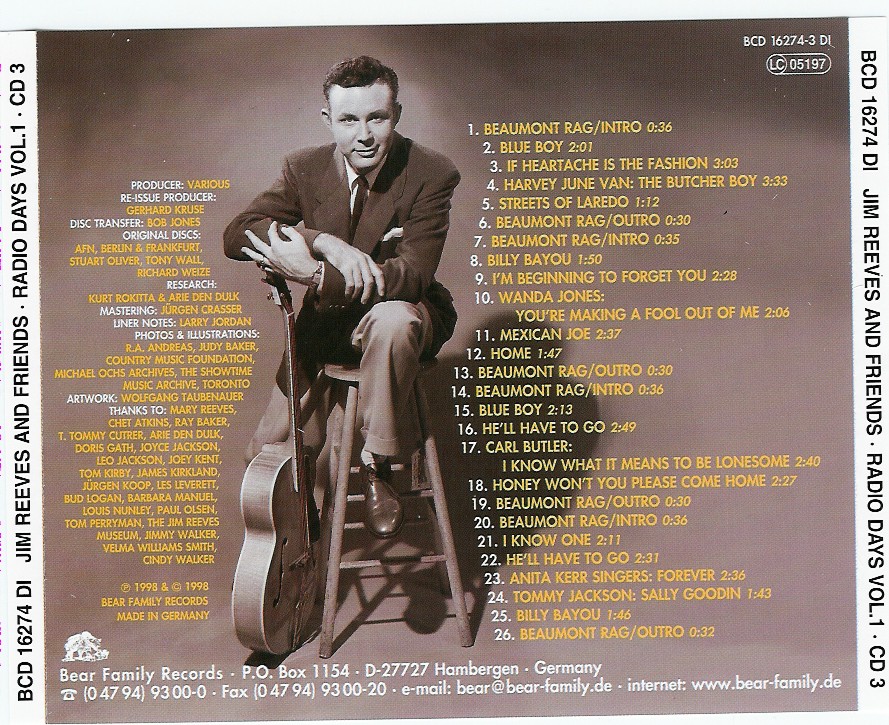 BCD 16274 DI JIM REEVES AND FRIENDS · RADIO DAYS VOL.1 · CD 3
BCD 16274-3 DI
LC 05197
PRODUCER: VARIOUS
RE-ISSUE PRODUCER:
GERHARD KRUSE
DISC TRANSFER: BOB JONES
ORIGINAL DISCS:
AFN, BERLIN & FRANKFURT,
STUART OLIVER, TONY WALL,
RICHARD WEIZE
RESEARCH:
KURT ROKITTA & ARIE DEN DULK
MASTERING: JÜRGEN CRASSER
LINER NOTES: LARRY JORDAN
PHOTOS & ILLUSTRATIONS:
R.A. ANDREAS, JUDY BAKER,
COUNTRY MUSIC FOUNDATION,
MICHAEL OCHS ARCHIVES, THE SHOWTIME
MUSIC ARCHIVE, TORONTO
ARTWORK: WOLFGANG TAUBENAUER
THANKS TO: MARY REEVES,
CHET ATKINS, RAY BAKER,
T. TOMMY CUTRER, ARIE DEN DULK,
DORIS GATH, JOYCE JACKSON,
LEO JACKSON, JOEY KENT,
TOM KIRBY, JAMES KIRKLAND,
JÜRGEN KOOP, LES LEVERETT,
BUD LOGAN, BARBARA MANUEL,
LOUIS NUNLEY, PAUL OLSEN,
TOM PERRYMAN, THE JIM REEVES
MUSEUM, JIMMY WALKER,
VELMA WILLIAMS SMITH,
CINDY WALKER
℗ 1998 & © 1998
BEAR FAMILY RECORDS
MADE IN GERMANY
1. BEAUMONT RAG/INTRO 0:36
2. BLUE BOY 2:01
3. IF HEARTACHE IS THE FASHION 3:03
4. HARVEY JUNE VAN: THE BUTCHER BOY 3:33
5. STREETS OF LAREDO 1:12
6. BEAUMONT RAG/OUTRO 0:30
7. BEAUMONT RAG/INTRO 0:35
8. BILLY BAYOU 1:50
9. I'M BEGINNING TO FORGET YOU 2:28
10. WANDA JONES:
YOU'RE MAKING A FOOL OUT OF ME 2:06
11. MEXICAN JOE 2:37
12. HOME 1:47
13. BEAUMONT RAG/OUTRO 0:30
14. BEAUMONT RAG/INTRO 0:36
15. BLUE BOY 2:13
16. HE'LL HAVE TO GO 2:49
17. CARL BUTLER:
I KNOW WHAT IT MEANS TO BE LONESOME 2:40
18. HONEY WON'T YOU PLEASE COME HOME 2:27
19. BEAUMONT RAG/OUTRO 0:30
20. BEAUMONT RAG/INTRO 0:36
21. I KNOW ONE 2:11
22. HE'LL HAVE TO GO 2:31
23. ANITA KERR SINGERS: FOREVER 2:36
24. TOMMY JACKSON: SALLY GOODIN 1:43
25. BILLY BAYOU 1:46
26. BEAUMONT RAG/OUTRO 0:32
Bear Family Records · P.O. Box 1154 · D-27727 Hambergen · Germany
☎ (0 47 94) 93 00-0 · Fax (0 47 94) 93 00-20 · e-mail: bear@bear-family.de · internet: www.bear-family.de
BCD 16274 DI JIM REEVES AND FRIENDS · RADIO DAYS VOL.1 · CD 3